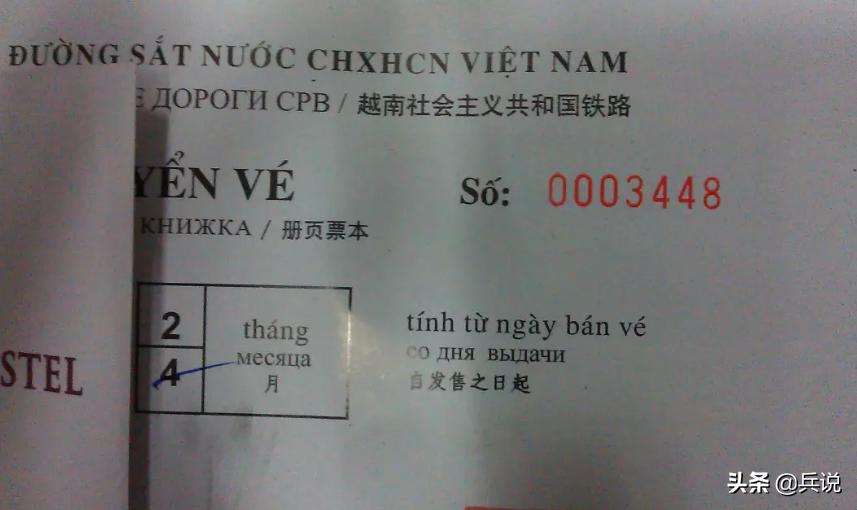 ĐƯỜNG SẮT NƯỚC CHXHCN VIỆT NAM
ДОРОГИ СРВ / 越南社会主义共和国铁路
YỂN VÉ
Số: 0003448
КНИЖКА / 册页票本
2
4
tháng
месяца
月
tính từ ngày bán vé
со дня выдачи
自发售之日起
STEL
头条 @兵说